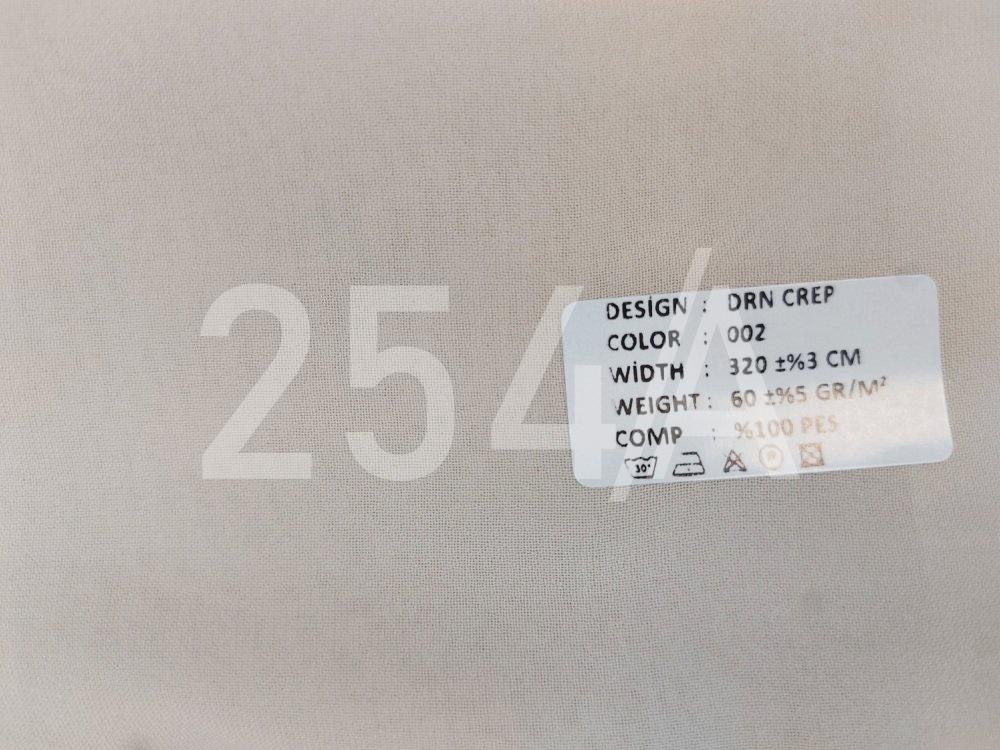 DESİGN : DRN CREP
COLOR : 002
WİDTH : 320 ±%3 CM
WEIGHT : 60 ±%5 GR/M²
COMP : %100 PES
30°
P
254/A